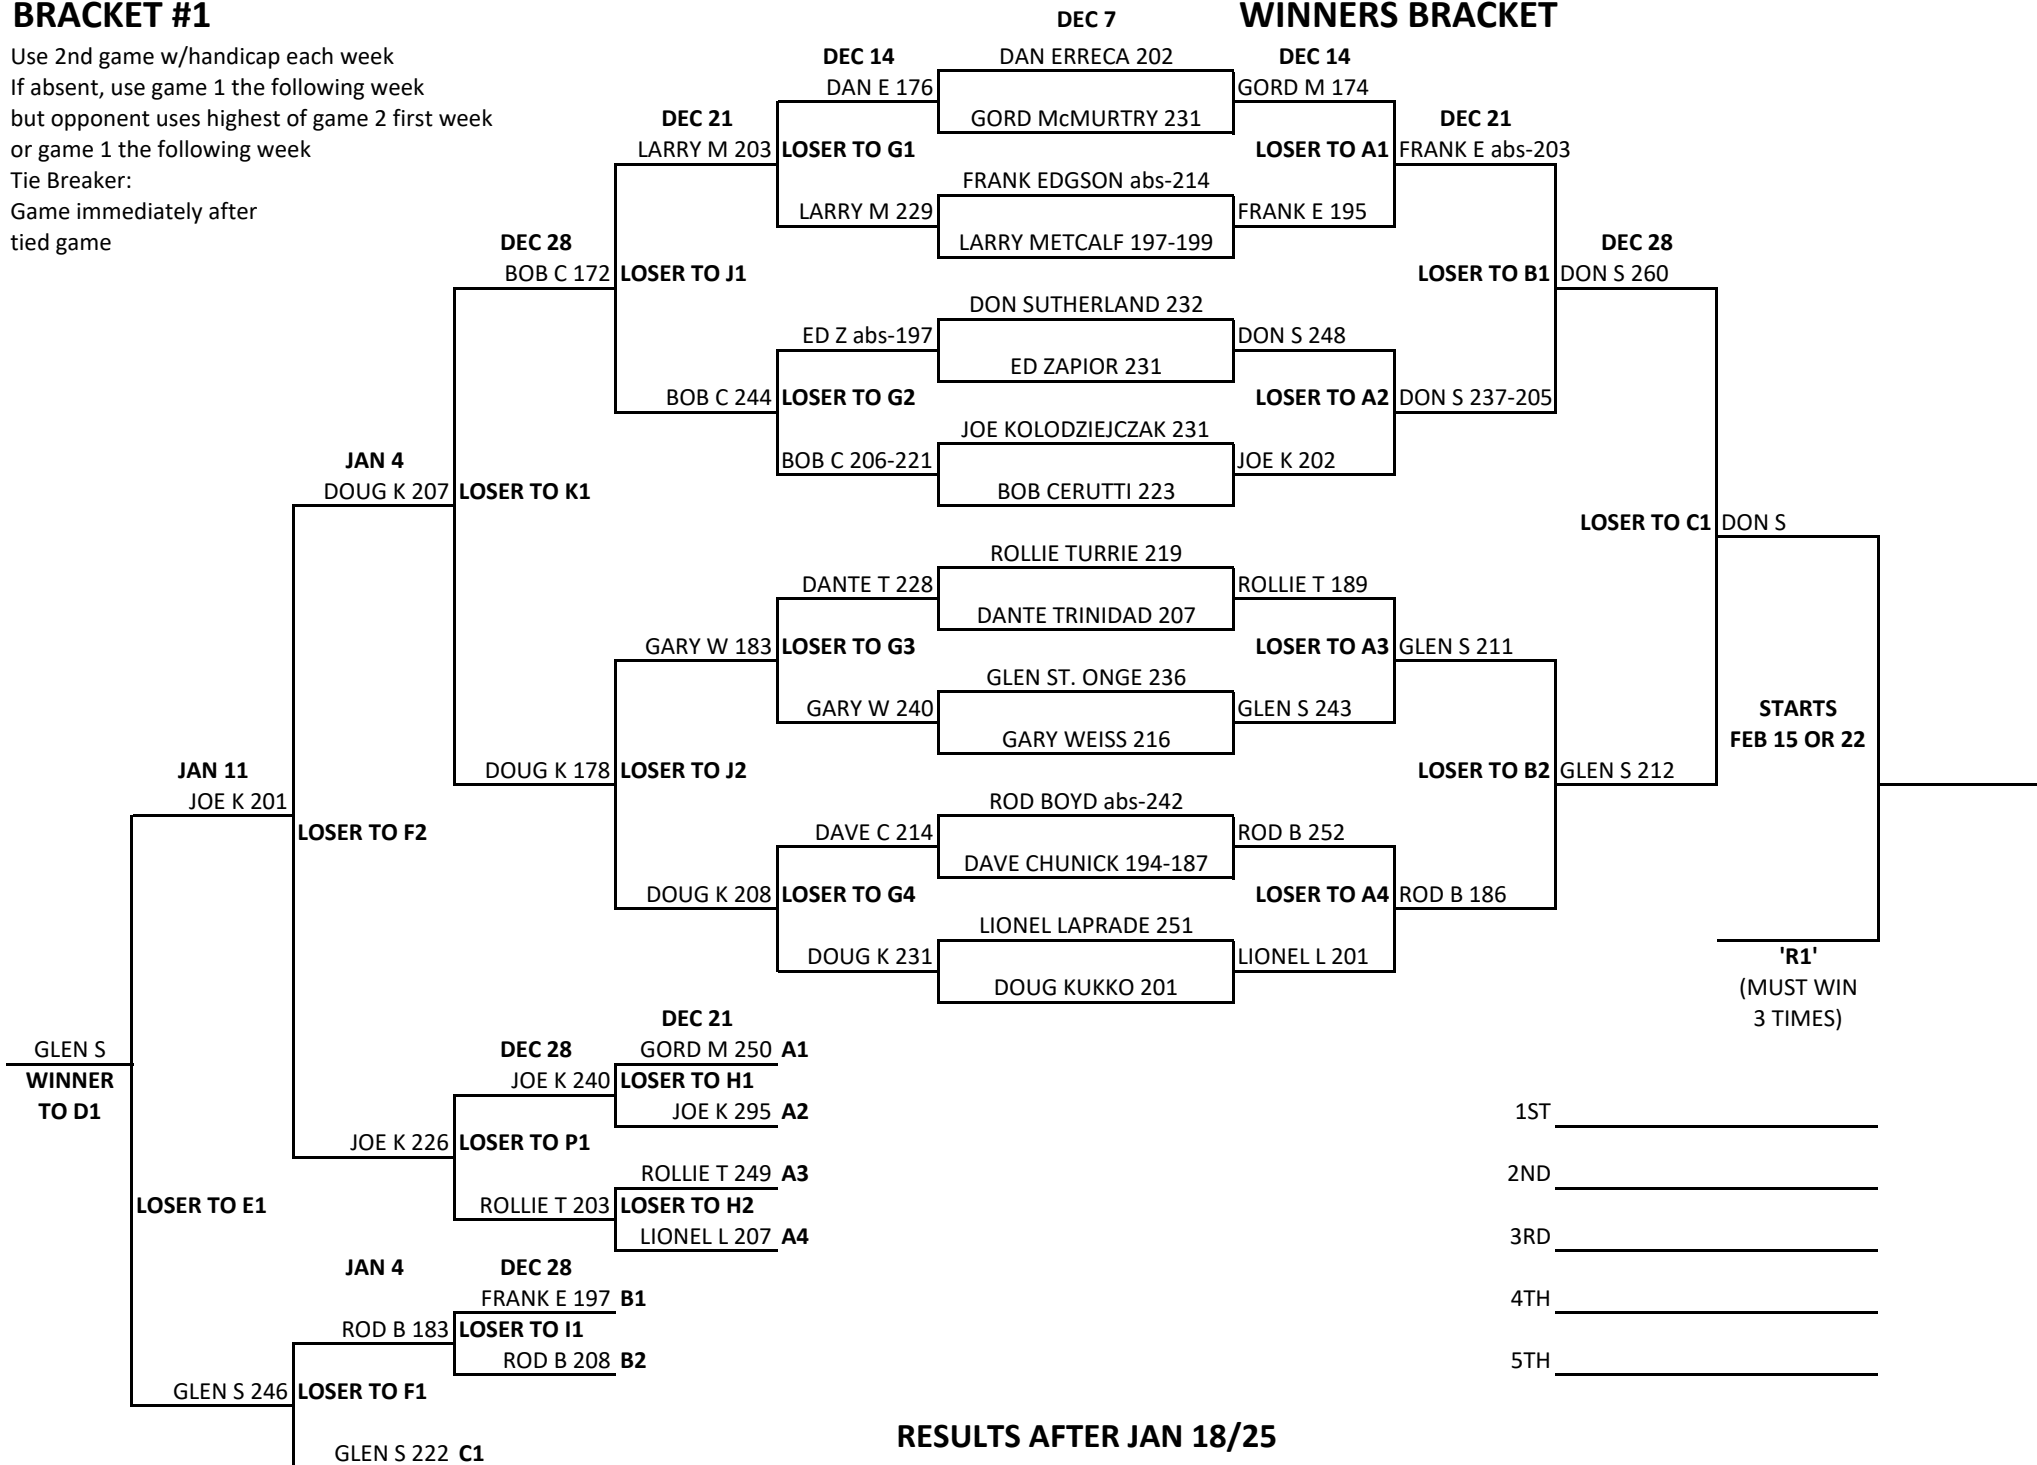 BRACKET #1
DEC 7
WINNERS BRACKET
Use 2nd game w/handicap each week
DEC 14
DAN ERRECA 202
DEC 14
If absent, use game 1 the following week
DAN E 176
GORD M 174
but opponent uses highest of game 2 first week
DEC 21
GORD McMURTRY 231
DEC 21
or game 1 the following week
LARRY M 203
LOSER TO G1
LOSER TO A1
FRANK E abs-203
Tie Breaker:
FRANK EDGSON abs-214
Game immediately after
LARRY M 229
FRANK E 195
tied game
DEC 28
LARRY METCALF 197-199
DEC 28
BOB C 172
LOSER TO J1
LOSER TO B1
DON S 260
DON SUTHERLAND 232
ED Z abs-197
DON S 248
ED ZAPIOR 231
BOB C 244
LOSER TO G2
LOSER TO A2
DON S 237-205
JOE KOLODZIEJCZAK 231
JAN 4
BOB C 206-221
JOE K 202
DOUG K 207
LOSER TO K1
BOB CERUTTI 223
LOSER TO C1
DON S
ROLLIE TURRIE 219
DANTE T 228
ROLLIE T 189
DANTE TRINIDAD 207
GARY W 183
LOSER TO G3
LOSER TO A3
GLEN S 211
GLEN ST. ONGE 236
GARY W 240
GLEN S 243
STARTS
GARY WEISS 216
FEB 15 OR 22
JAN 11
DOUG K 178
LOSER TO J2
LOSER TO B2
GLEN S 212
JOE K 201
ROD BOYD abs-242
LOSER TO F2
DAVE C 214
ROD B 252
DAVE CHUNICK 194-187
DOUG K 208
LOSER TO G4
LOSER TO A4
ROD B 186
LIONEL LAPRADE 251
DOUG K 231
LIONEL L 201
'R1'
DOUG KUKKO 201
(MUST WIN
DEC 21
3 TIMES)
GLEN S
DEC 28
GORD M 250 A1
WINNER
JOE K 240
LOSER TO H1
TO D1
JOE K 295 A2
1ST
JOE K 226
LOSER TO P1
ROLLIE T 249 A3
2ND
LOSER TO E1
ROLLIE T 203
LOSER TO H2
LIONEL L 207 A4
3RD
JAN 4
DEC 28
FRANK E 197 B1
4TH
ROD B 183
LOSER TO I1
ROD B 208 B2
5TH
GLEN S 246
LOSER TO F1
RESULTS AFTER JAN 18/25
GLEN S 222 C1